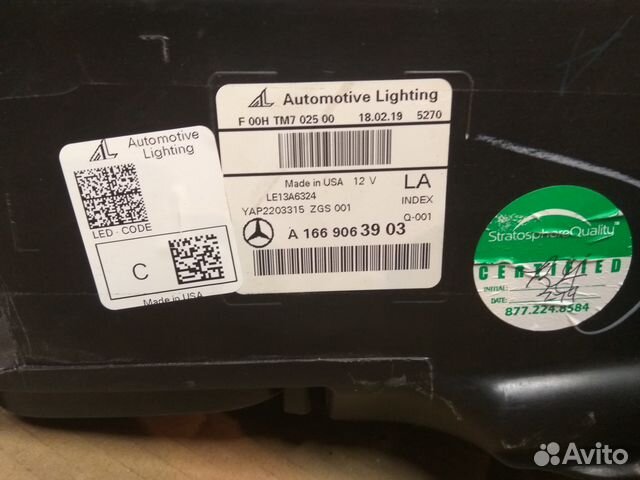 Automotive Lighting
F 00H TM7 025 00 18.02.19 5270
Made in USA 12 V LA
LE13A6324 INDEX
YAP2203315 ZGS 001 Q-001
A 166 906 39 03
Automotive
Lighting
LED - CODE
C
Made in USA
StratosphereQuality
CERTIFIED
INITIAL:
DATE:
877.224.8584
Avito